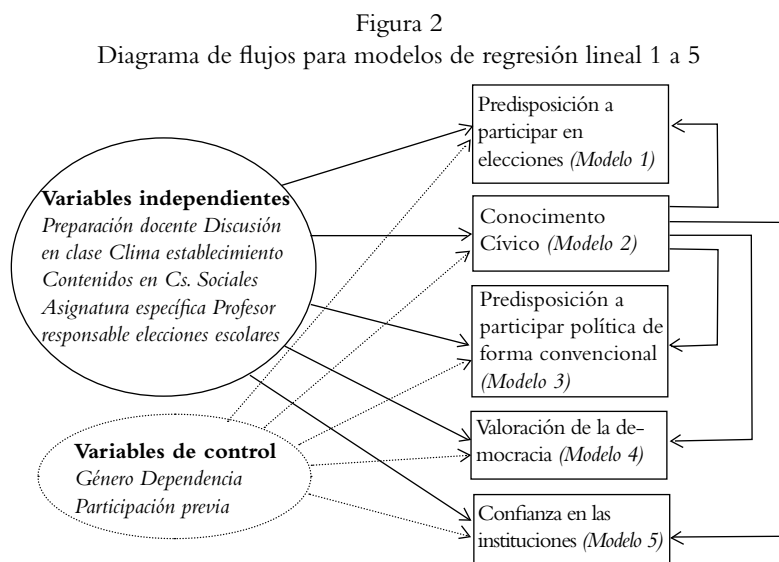 Figura 2
Diagrama de flujos para modelos de regresión lineal 1 a 5
Variables independientes
Preparación docente Discusión
en clase Clima establecimiento
Contenidos en Cs. Sociales
Asignatura específica Profesor
responsable elecciones escolares
Variables de control
Género Dependencia
Participación previa
Predisposición a
participar en
elecciones (Modelo 1)
Conocimento
Cívico (Modelo 2)
Predisposición a
participar política de
forma convencional
(Modelo 3)
Valoración de la de-
mocracia (Modelo 4)
Confianza en las
instituciones (Modelo 5)